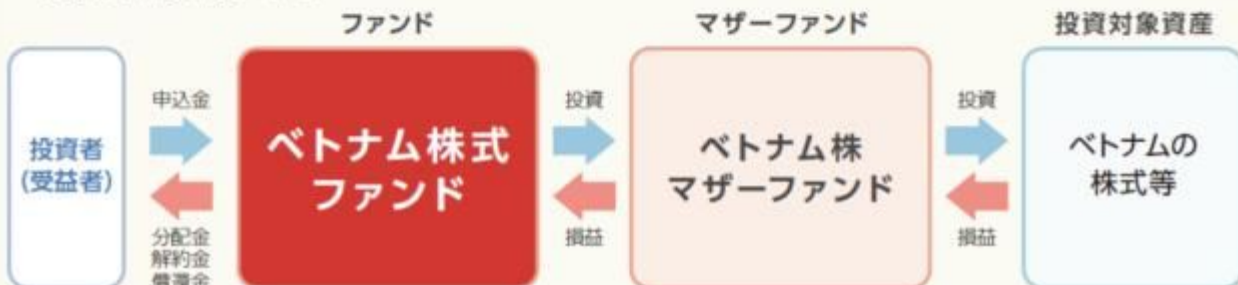 ファンド
マザーファンド
投資対象資産
投資者
(受益者)
申込金
分配金
解約金
償還金
ベトナム株式
ファンド
投資
損益
ベトナム株
マザーファンド
投資
損益
ベトナムの
株式等